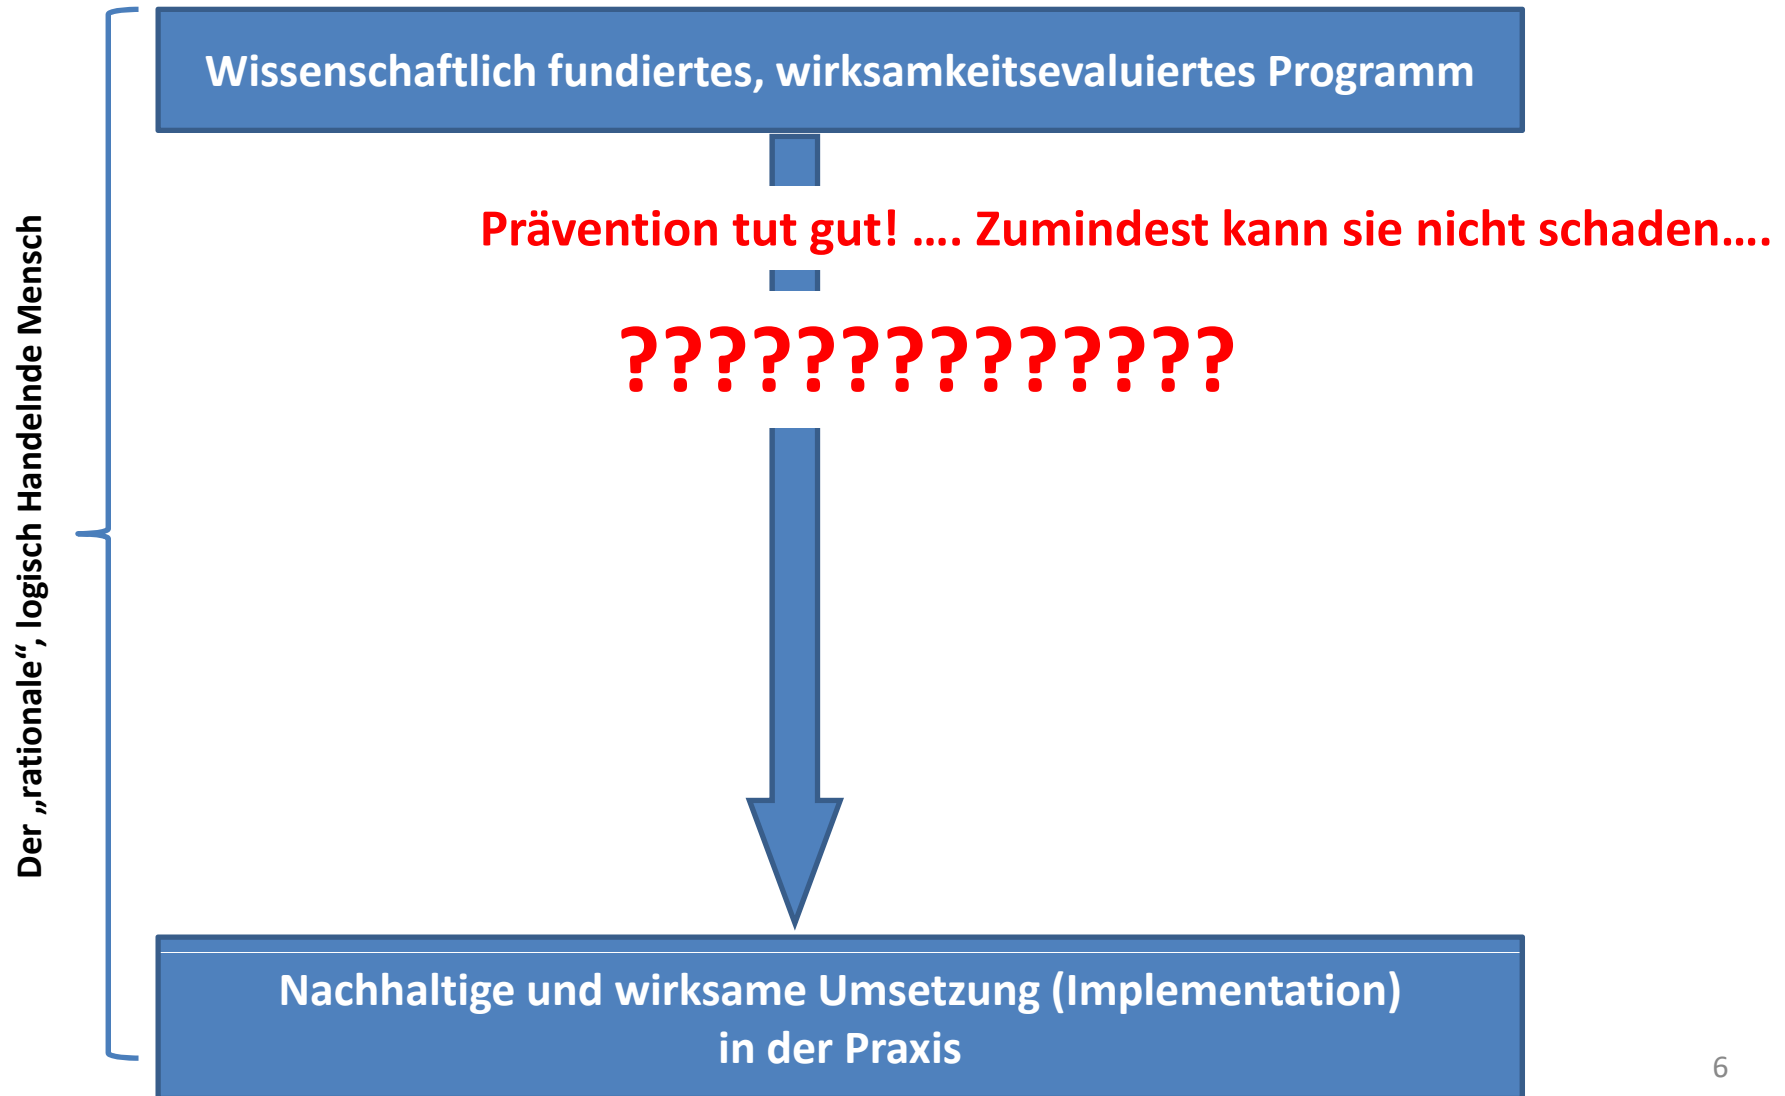 Wissenschaftlich fundiertes, wirksamkeitsevaluiertes Programm
Prävention tut gut! .... Zumindest kann sie nicht schaden....
??????????????
Der „rationale“, logisch Handelnde Mensch
Nachhaltige und wirksame Umsetzung (Implementation)
in der Praxis
6